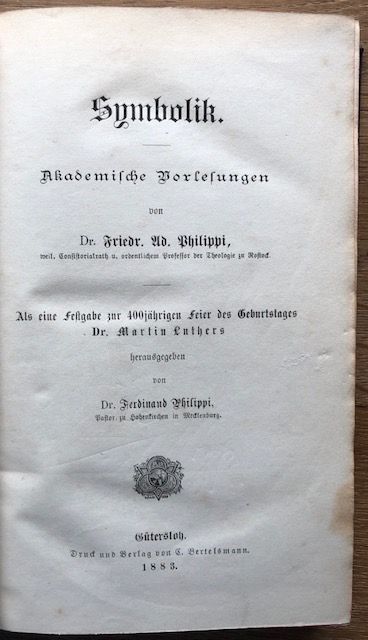 Symbolik.
Akademische Vorlesungen
von
Dr. Friedr. Ad. Philippi,
weil. Consistorialrath u. ordentlichem Professor der Theologie zu Rostock.
Als eine Festgabe zur 400jährigen Feier des Geburtstages
Dr. Martin Luthers
herausgegeben
von
Dr. Ferdinand Philippi,
Pastor zu Hohenkirchen in Mecklenburg.
Gütersloh.
Druck und Verlag von C. Bertelsmann.
1883.